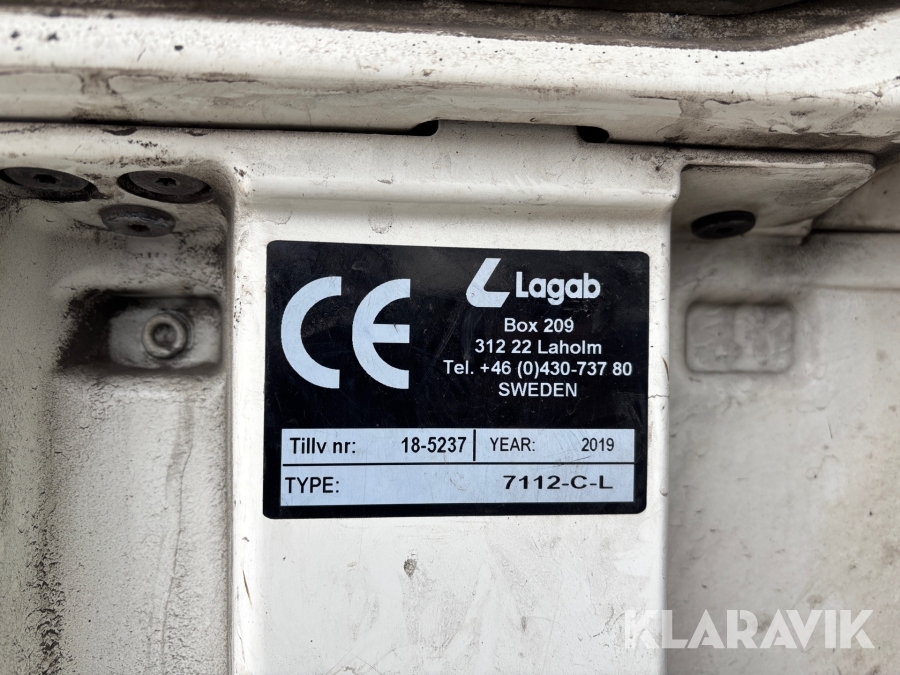 CE
Lagab
Box 209
312 22 Laholm
Tel. +46 (0)430-737 80
SWEDEN
Tillv nr: 18-5237 YEAR: 2019
TYPE: 7112-C-L
KLARAVIK